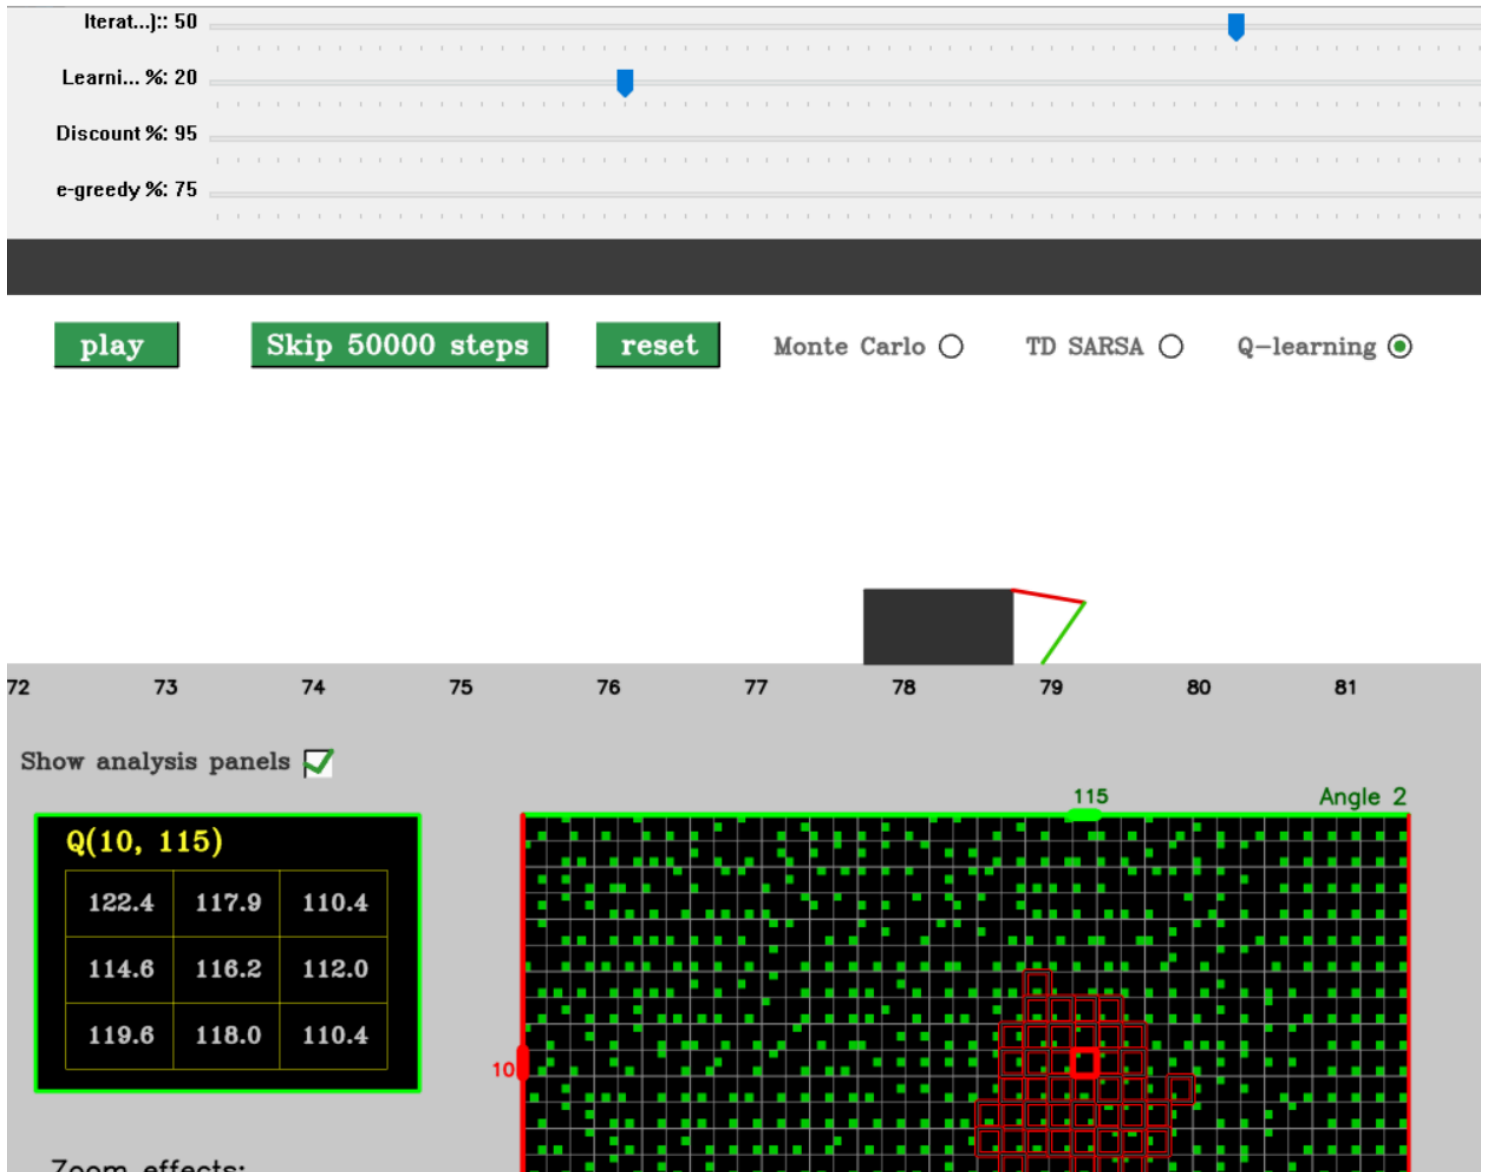 Iterat...):: 50
Learni... %: 20
Discount %: 95
e-greedy %: 75
play Skip 50000 steps reset Monte Carlo TD SARSA Q-learning
72 73 74 75 76 77 78 79 80 81
Show analysis panels
115 Angle 2
Q(10, 115)
122.4 117.9 110.4
114.6 116.2 112.0
119.6 118.0 110.4
10
Zoom effects: